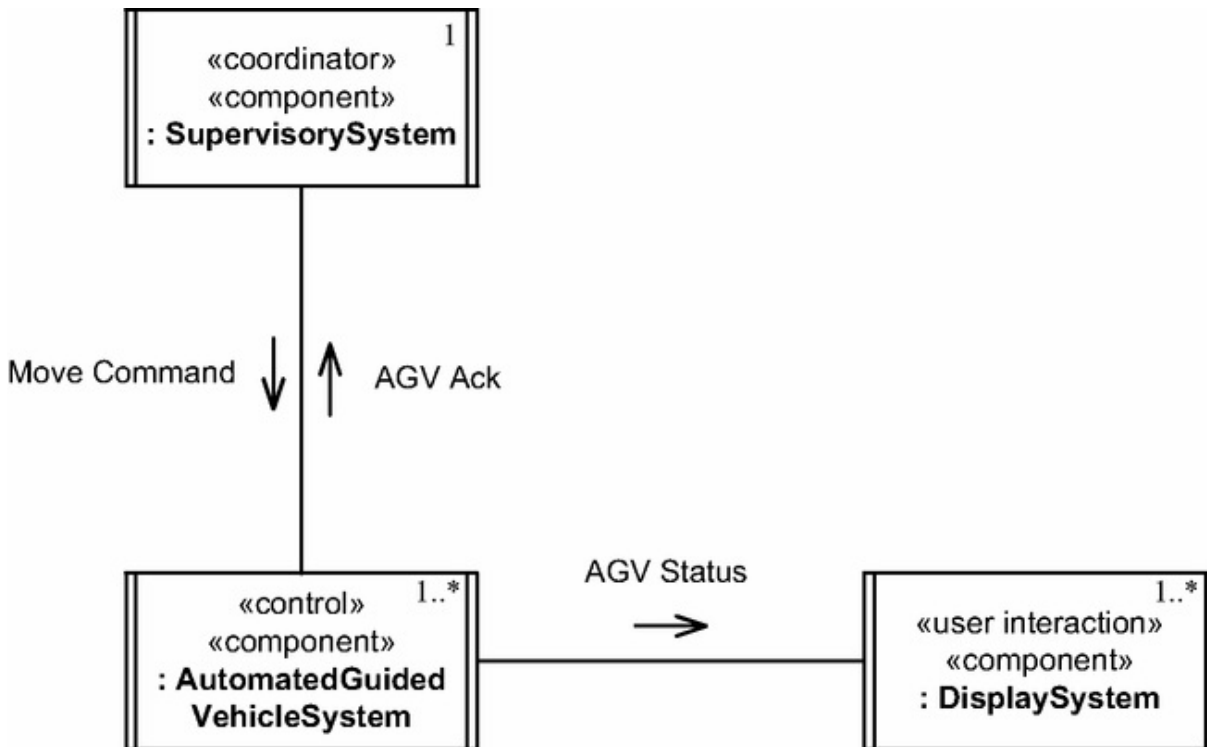 1
«coordinator»
«component»
: SupervisorySystem
Move Command
AGV Ack
1..*
«control»
«component»
: AutomatedGuided
VehicleSystem
AGV Status
1..*
«user interaction»
«component»
: DisplaySystem